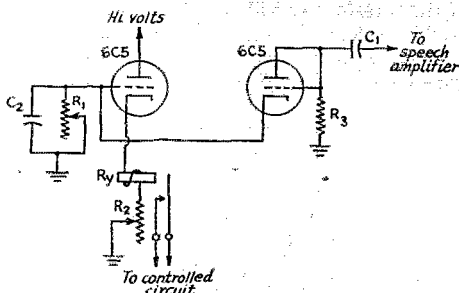 Hi volts
6C5
6C5
C1
To
speech
amplifier
C2
R1
R3
Ry
R2
To controlled
circuit